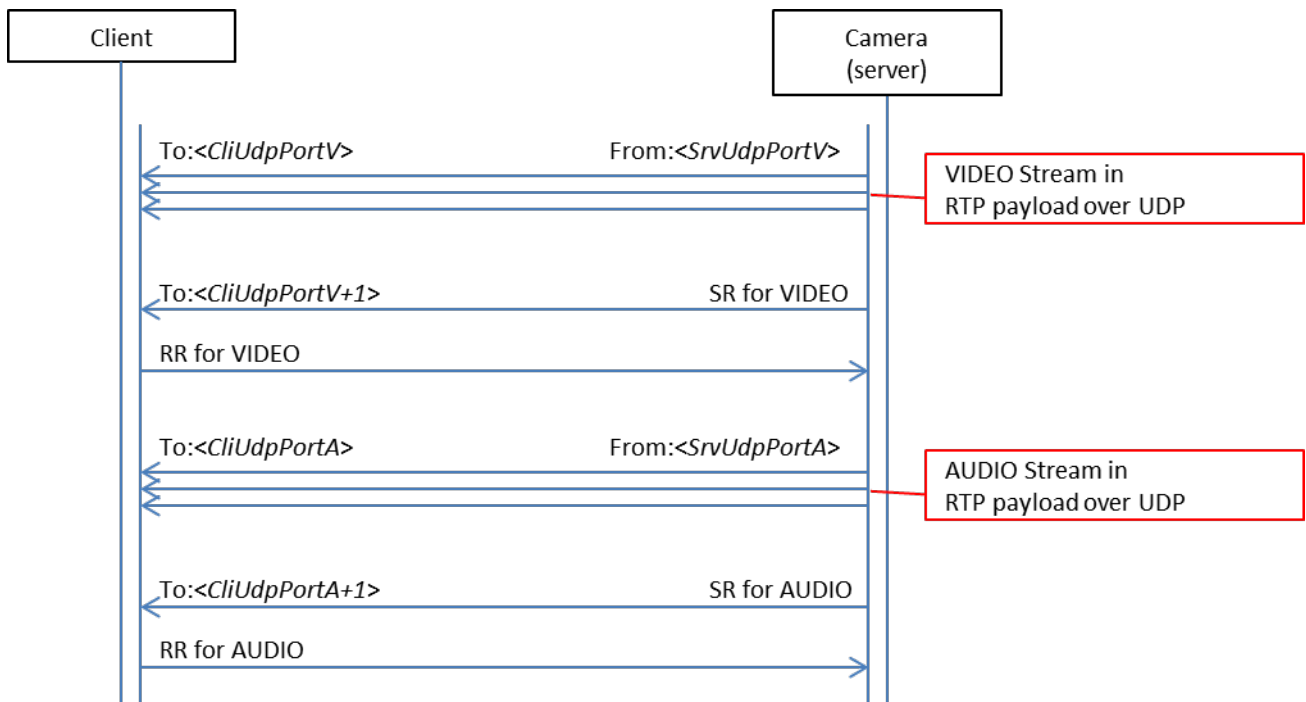 Client
Camera
(server)
To:<CliUdpPortV>
From:<SrvUdpPortV>
VIDEO Stream in
RTP payload over UDP
To:<CliUdpPortV+1>
SR for VIDEO
RR for VIDEO
To:<CliUdpPortA>
From:<SrvUdpPortA>
AUDIO Stream in
RTP payload over UDP
To:<CliUdpPortA+1>
SR for AUDIO
RR for AUDIO